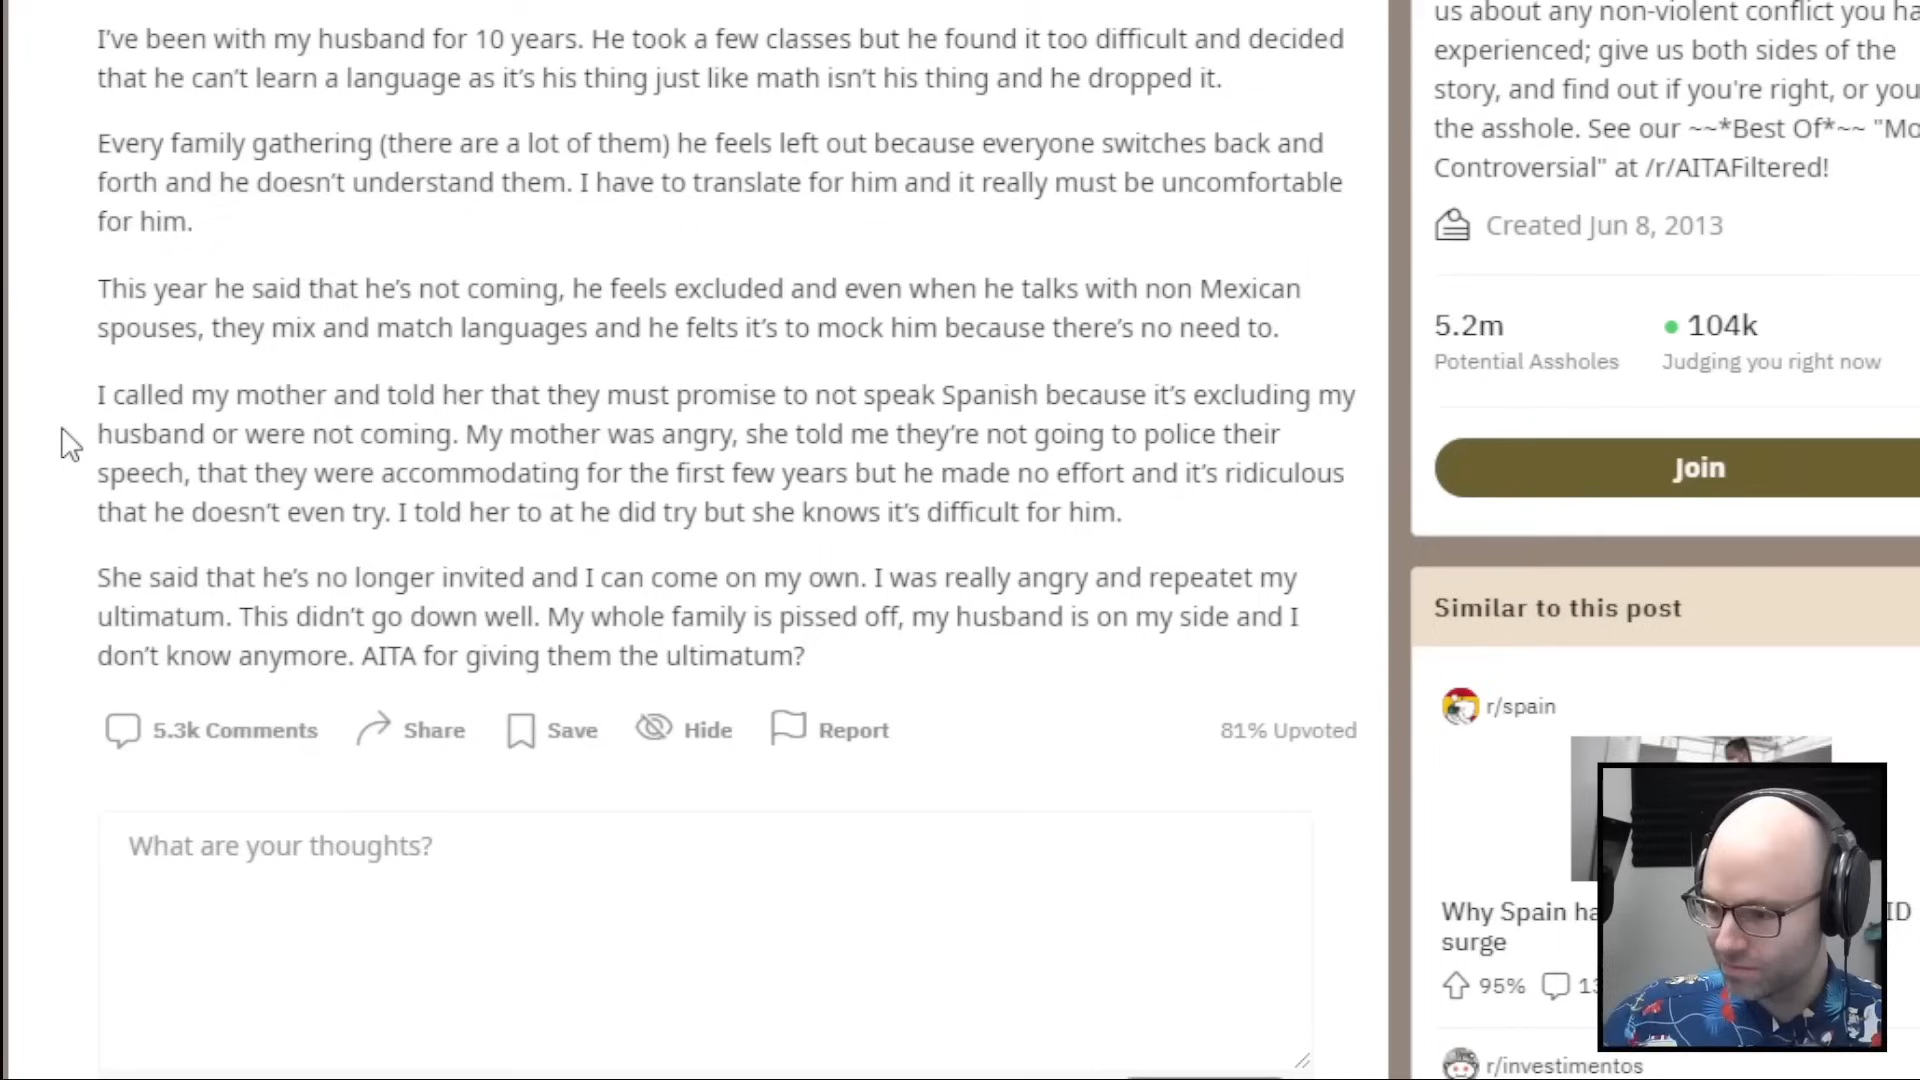 I've been with my husband for 10 years. He took a few classes but he found it too difficult and decided
that he can't learn a language as it's his thing just like math isn't his thing and he dropped it.
Every family gathering (there are a lot of them) he feels left out because everyone switches back and
forth and he doesn't understand them. I have to translate for him and it really must be uncomfortable
for him.
This year he said that he's not coming, he feels excluded and even when he talks with non Mexican
spouses, they mix and match languages and he felts it's to mock him because there's no need to.
I called my mother and told her that they must promise to not speak Spanish because it's excluding my
husband or were not coming. My mother was angry, she told me they're not going to police their
speech, that they were accommodating for the first few years but he made no effort and it's ridiculous
that he doesn't even try. I told her to at he did try but she knows it's difficult for him.
She said that he's no longer invited and I can come on my own. I was really angry and repeatet my
ultimatum. This didn't go down well. My whole family is pissed off, my husband is on my side and I
don't know anymore. AITA for giving them the ultimatum?
5.3k Comments Share Save Hide Report 81% Upvoted
What are your thoughts?
us about any non-violent conflict you ha
experienced; give us both sides of the
story, and find out if you're right, or you
the asshole. See our ~~*Best Of*~~ "Mo
Controversial" at /r/AITAFiltered!
Created Jun 8, 2013
5.2m 104k
Potential Assholes Judging you right now
Join
Similar to this post
r/spain
Why Spain ha ID
surge
95% 13
r/investimentos